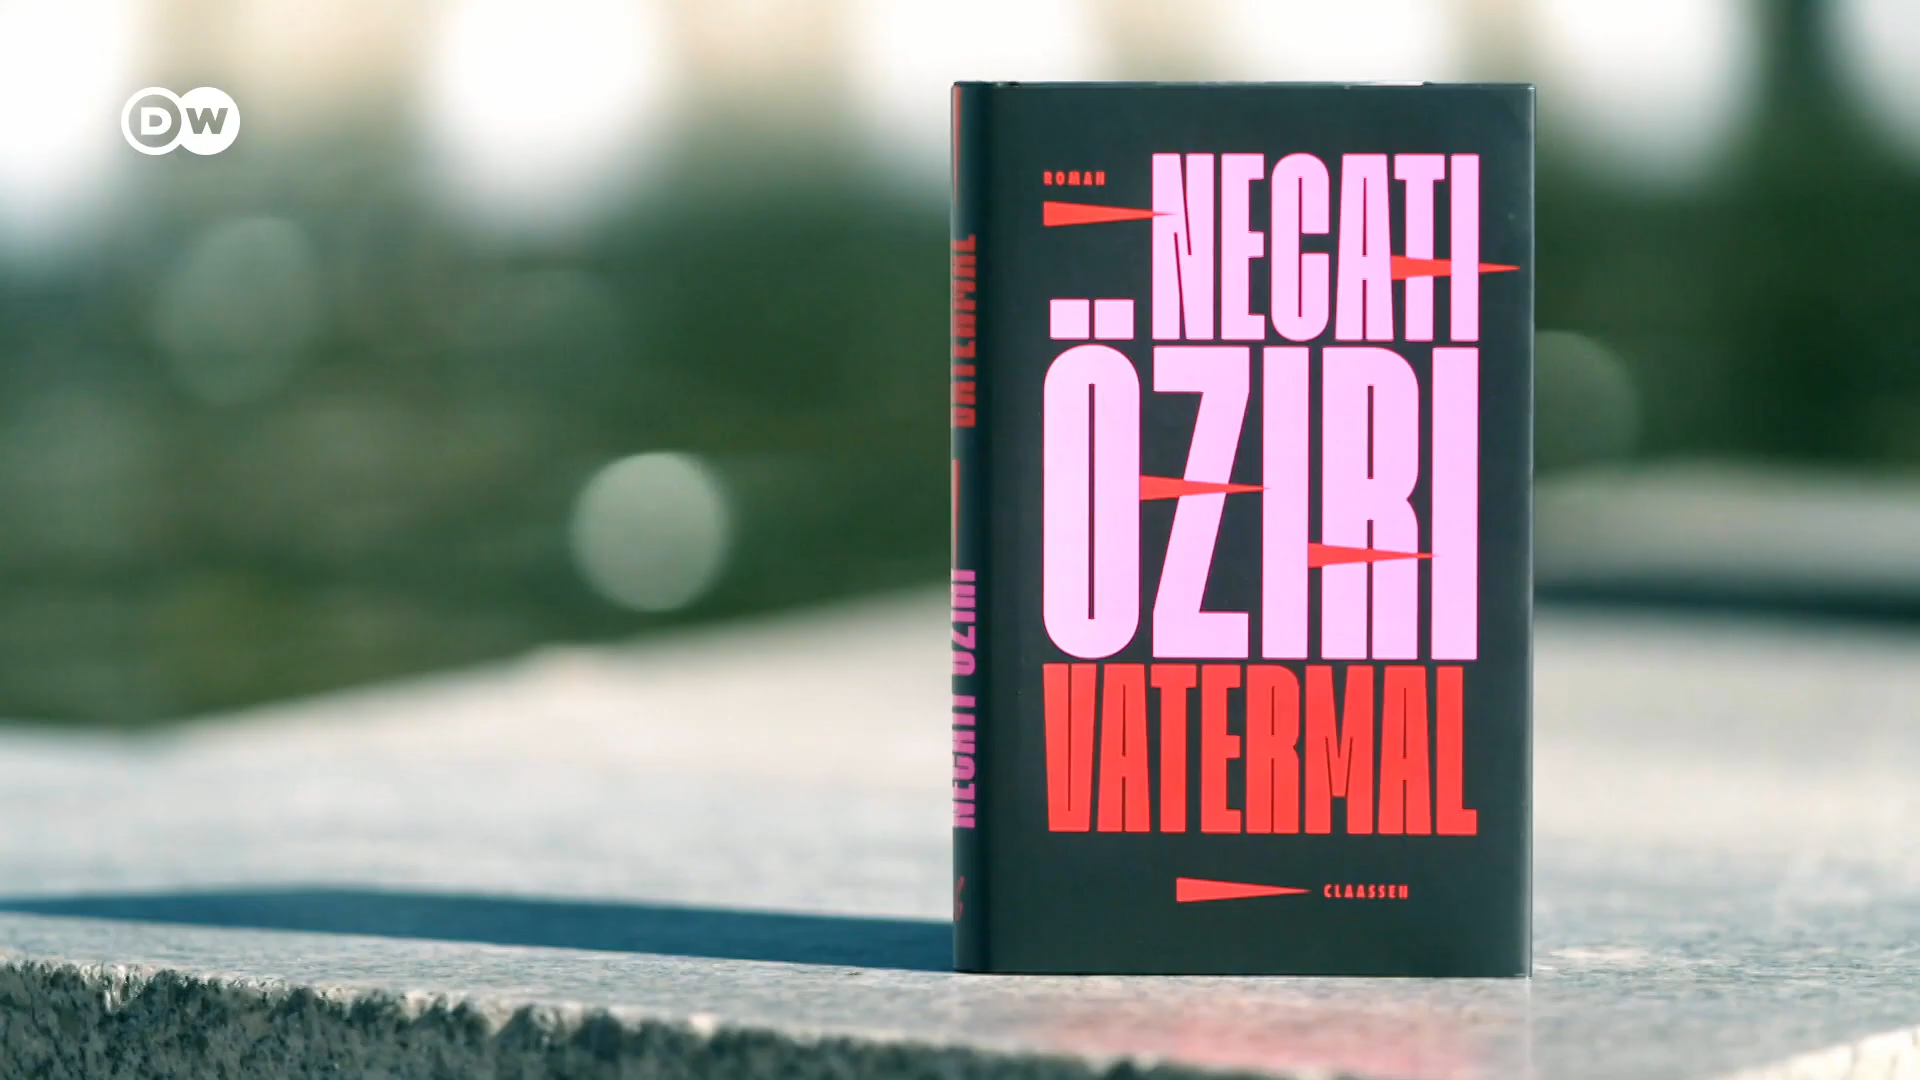 DW
ROMAN
NECATI
ÖZIRI
VATERMAL
CLAASSEN
VATERMAL
NECATI ÖZIRI